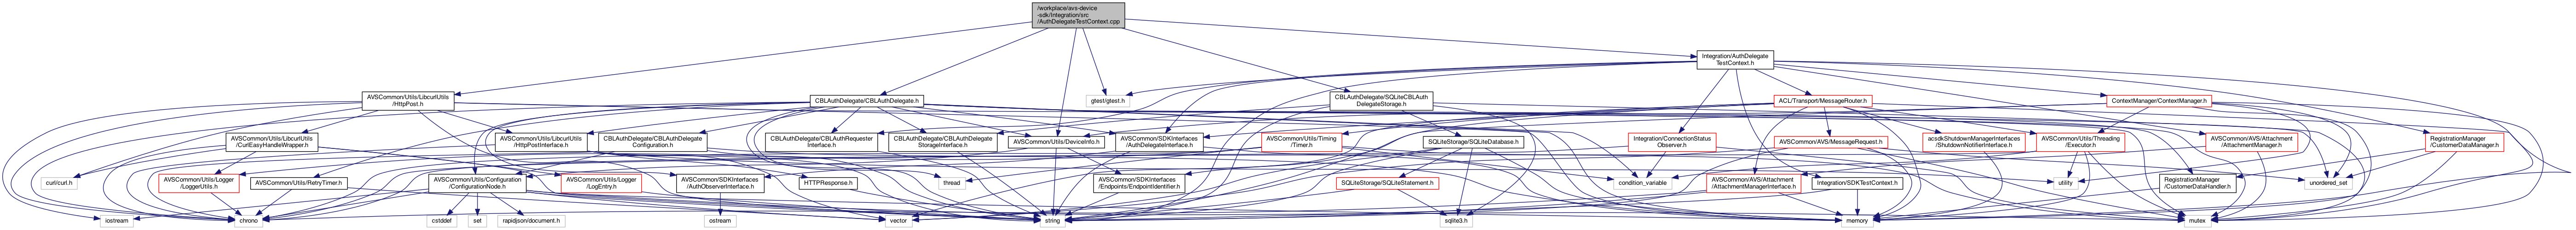 /workplace/avs-device
-sdk/Integration/src
/AuthDelegateTestContext.cpp
Integration/AuthDelegate
TestContext.h
AVSCommon/Utils/LibcurlUtils
/HttpPost.h
CBLAuthDelegate/CBLAuthDelegate.h
gtest/gtest.h
CBLAuthDelegate/SQLiteCBLAuth
DelegateStorage.h
ACL/Transport/MessageRouter.h
ContextManager/ContextManager.h
AVSCommon/Utils/LibcurlUtils
/CurlEasyHandleWrapper.h
AVSCommon/Utils/LibcurlUtils
/HttpPostInterface.h
CBLAuthDelegate/CBLAuthDelegate
Configuration.h
CBLAuthDelegate/CBLAuthRequester
Interface.h
CBLAuthDelegate/CBLAuthDelegate
StorageInterface.h
AVSCommon/Utils/DeviceInfo.h
AVSCommon/SDKInterfaces
/AuthDelegateInterface.h
AVSCommon/Utils/Timing
/Timer.h
SQLiteStorage/SQLiteDatabase.h
Integration/ConnectionStatus
Observer.h
AVSCommon/AVS/MessageRequest.h
acsdkShutdownManagerInterfaces
/ShutdownNotifierInterface.h
AVSCommon/Utils/Threading
/Executor.h
AVSCommon/AVS/Attachment
/AttachmentManager.h
RegistrationManager
/CustomerDataManager.h
curl/curl.h
AVSCommon/Utils/Logger
/LoggerUtils.h
AVSCommon/Utils/RetryTimer.h
AVSCommon/Utils/Configuration
/ConfigurationNode.h
AVSCommon/Utils/Logger
/LogEntry.h
AVSCommon/SDKInterfaces
/AuthObserverInterface.h
HTTPResponse.h
thread
AVSCommon/SDKInterfaces
/Endpoints/EndpointIdentifier.h
SQLiteStorage/SQLiteStatement.h
condition_variable
AVSCommon/AVS/Attachment
/AttachmentManagerInterface.h
Integration/SDKTestContext.h
utility
RegistrationManager
/CustomerDataHandler.h
unordered_set
iostream
chrono
cstddef
set
rapidjson/document.h
ostream
vector
string
sqlite3.h
memory
mutex